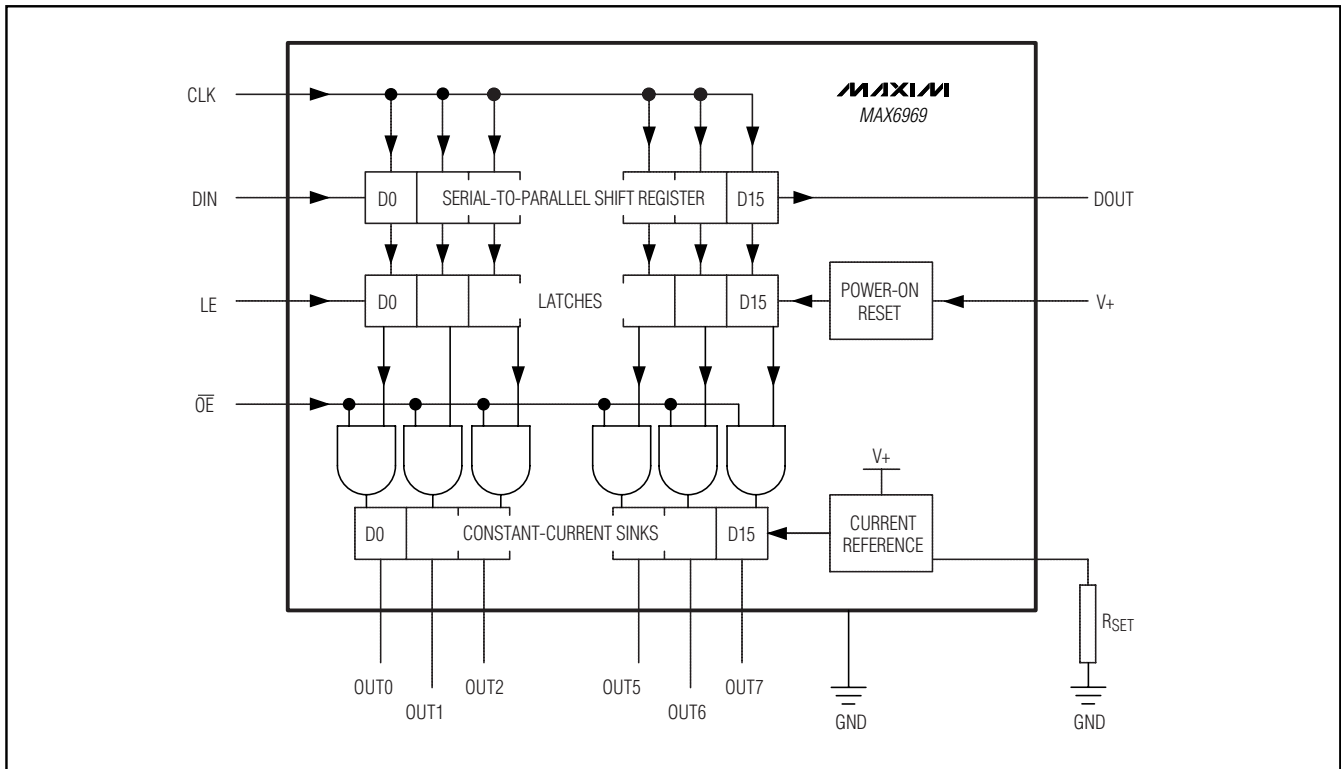 CLK
MAXIM
MAX6969
DIN
D0
SERIAL-TO-PARALLEL SHIFT REGISTER
D15
DOUT
LE
D0
LATCHES
D15
POWER-ON
RESET
V+
O̅E̅
V+
D0
CONSTANT-CURRENT SINKS
D15
CURRENT
REFERENCE
RSET
OUT0
OUT1
OUT2
OUT5
OUT6
OUT7
GND
GND